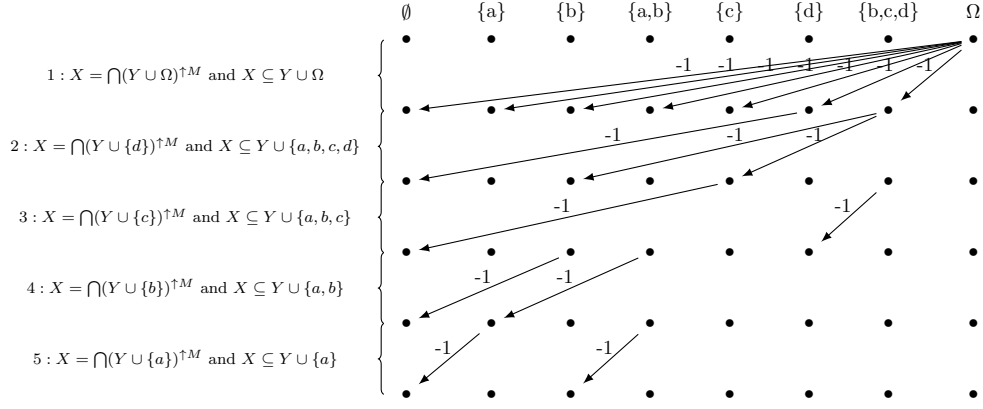 ∅ {a} {b} {a,b} {c} {d} {b,c,d} Ω
1 : X = ⋂(Y ∪ Ω)↑M and X ⊆ Y ∪ Ω
-1 -1 -1 -1 -1 -1 -1
2 : X = ⋂(Y ∪ {d})↑M and X ⊆ Y ∪ {a, b, c, d}
-1 -1 -1
3 : X = ⋂(Y ∪ {c})↑M and X ⊆ Y ∪ {a, b, c}
-1 -1
4 : X = ⋂(Y ∪ {b})↑M and X ⊆ Y ∪ {a, b}
-1 -1
5 : X = ⋂(Y ∪ {a})↑M and X ⊆ Y ∪ {a}
-1 -1